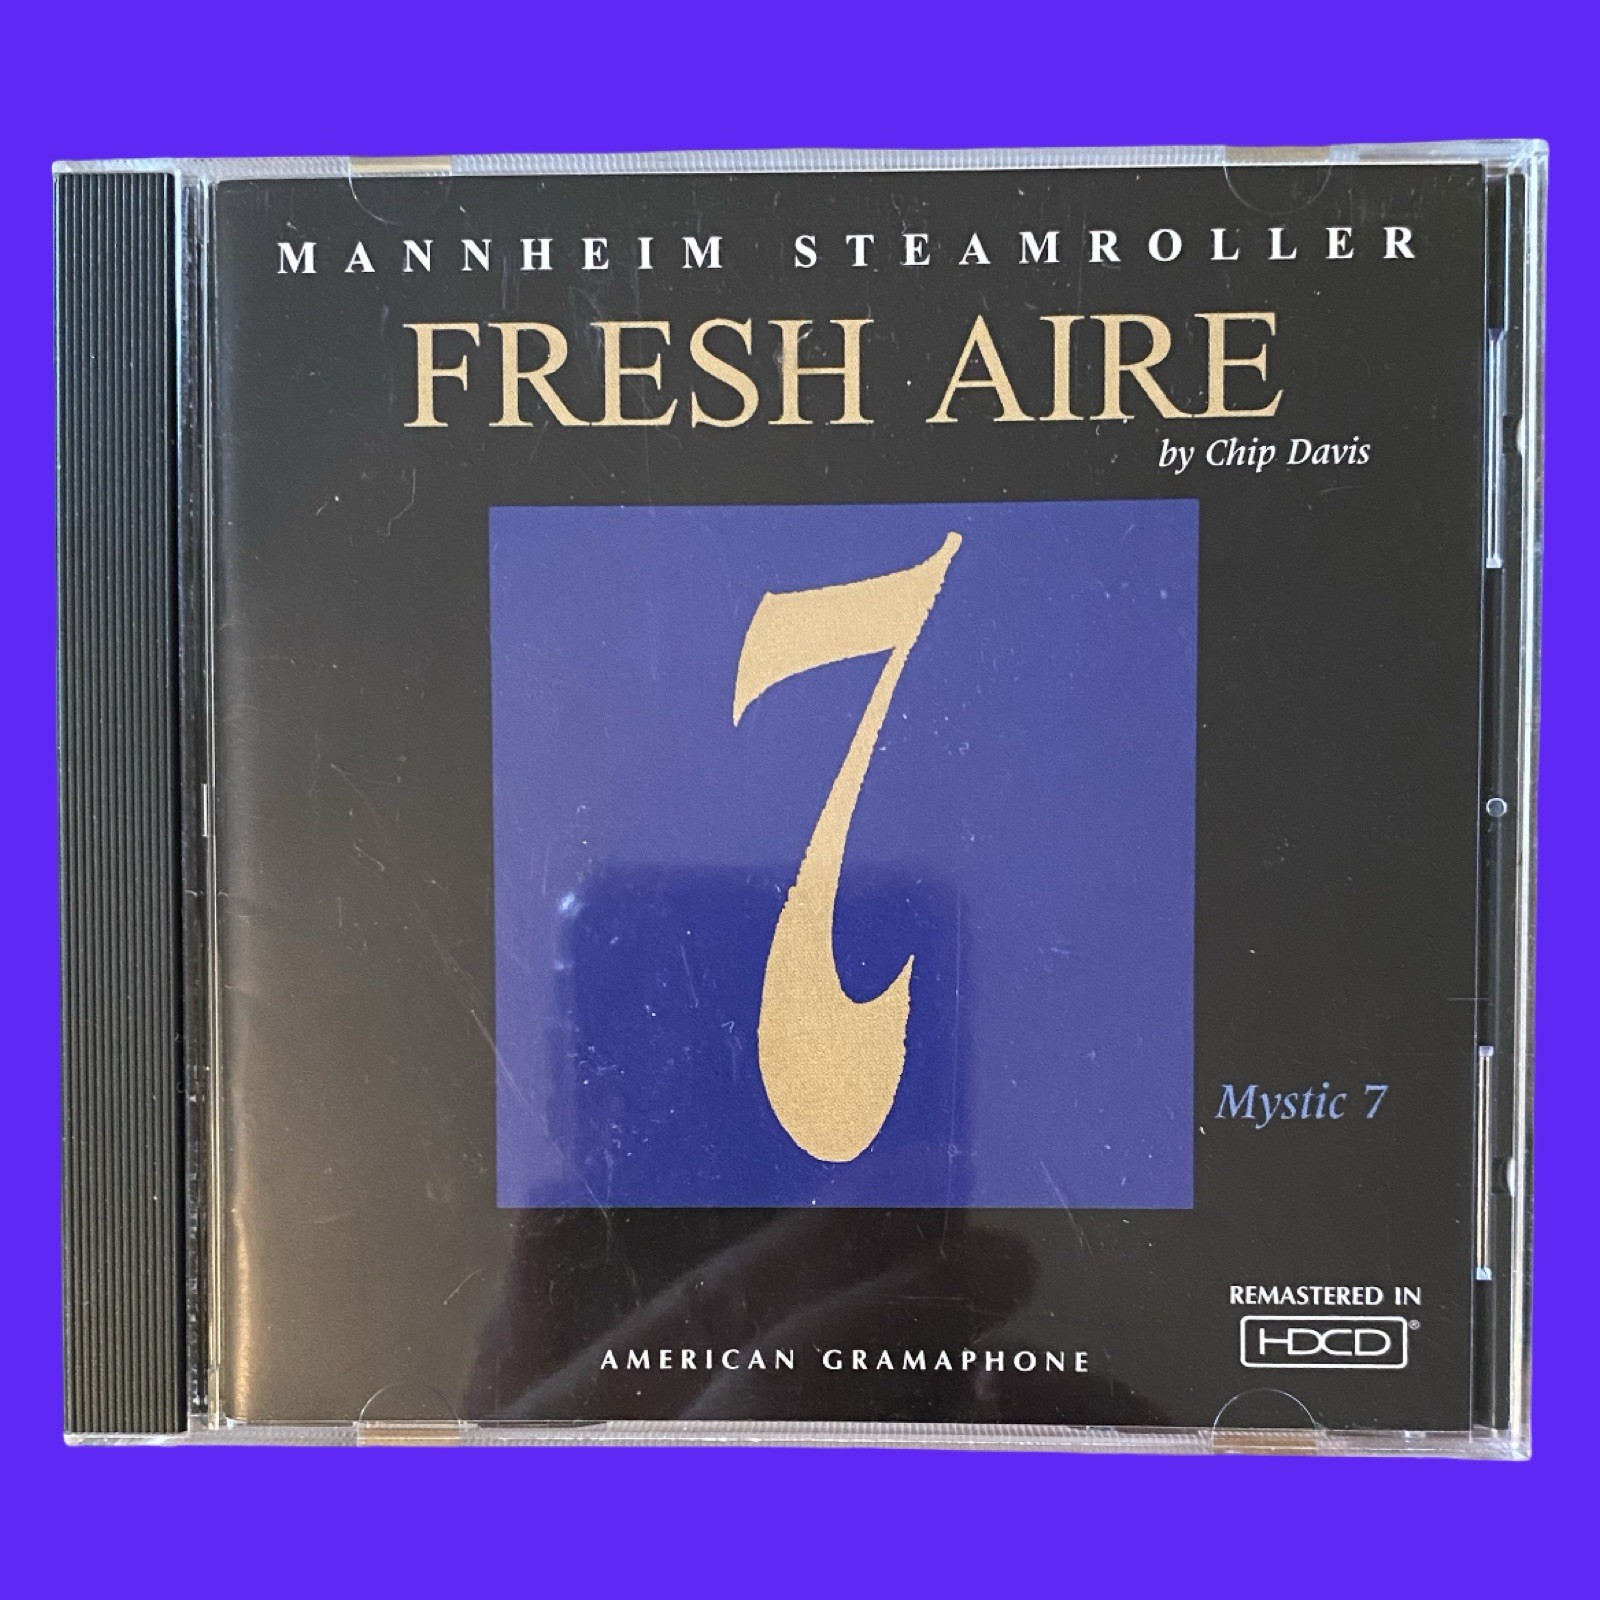 MANNHEIM STEAMROLLER
FRESH AIRE
by Chip Davis
7
Mystic 7
REMASTERED IN
HDCD®
AMERICAN GRAMAPHONE